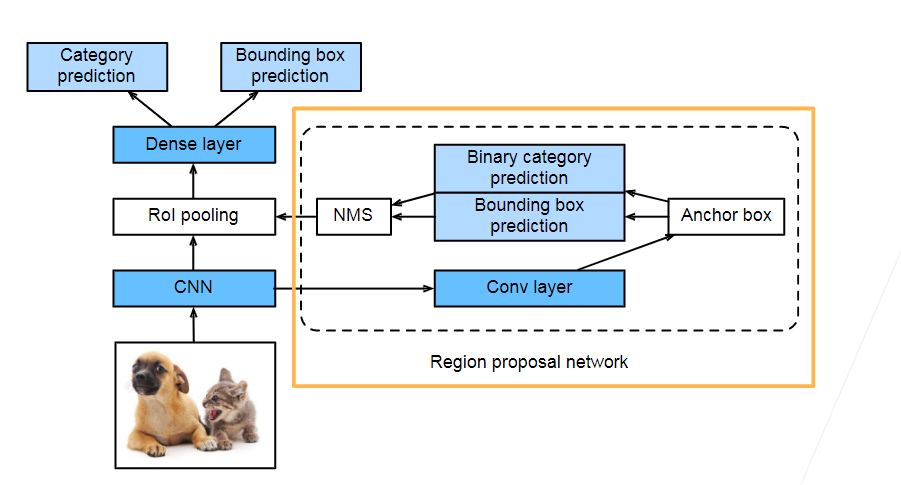 Category
prediction
Bounding box
prediction
Dense layer
RoI pooling
CNN
NMS
Binary category
prediction
Bounding box
prediction
Anchor box
Conv layer
Region proposal network